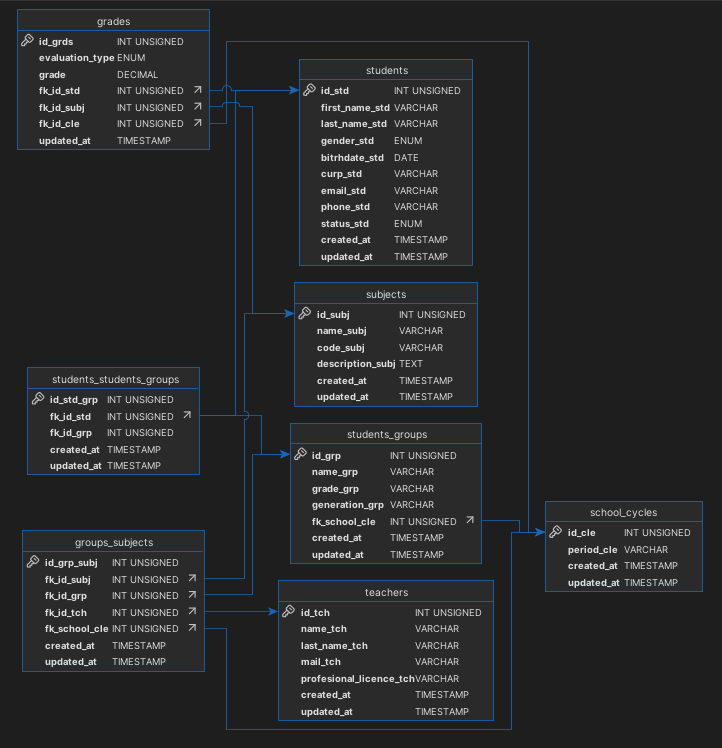 grades
id_grds INT UNSIGNED
evaluation_type ENUM
grade DECIMAL
fk_id_std INT UNSIGNED
fk_id_subj INT UNSIGNED
fk_id_cle INT UNSIGNED
updated_at TIMESTAMP
students
id_std INT UNSIGNED
first_name_std VARCHAR
last_name_std VARCHAR
gender_std ENUM
bitrhdate_std DATE
curp_std VARCHAR
email_std VARCHAR
phone_std VARCHAR
status_std ENUM
created_at TIMESTAMP
updated_at TIMESTAMP
subjects
id_subj INT UNSIGNED
name_subj VARCHAR
code_subj VARCHAR
description_subj TEXT
created_at TIMESTAMP
updated_at TIMESTAMP
students_students_groups
id_std_grp INT UNSIGNED
fk_id_std INT UNSIGNED
fk_id_grp INT UNSIGNED
created_at TIMESTAMP
updated_at TIMESTAMP
students_groups
id_grp INT UNSIGNED
name_grp VARCHAR
grade_grp VARCHAR
generation_grp VARCHAR
fk_school_cle INT UNSIGNED
created_at TIMESTAMP
updated_at TIMESTAMP
school_cycles
id_cle INT UNSIGNED
period_cle VARCHAR
created_at TIMESTAMP
updated_at TIMESTAMP
groups_subjects
id_grp_subj INT UNSIGNED
fk_id_subj INT UNSIGNED
fk_id_grp INT UNSIGNED
fk_id_tch INT UNSIGNED
fk_school_cle INT UNSIGNED
created_at TIMESTAMP
updated_at TIMESTAMP
teachers
id_tch INT UNSIGNED
name_tch VARCHAR
last_name_tch VARCHAR
mail_tch VARCHAR
profesional_licence_tch VARCHAR
created_at TIMESTAMP
updated_at TIMESTAMP